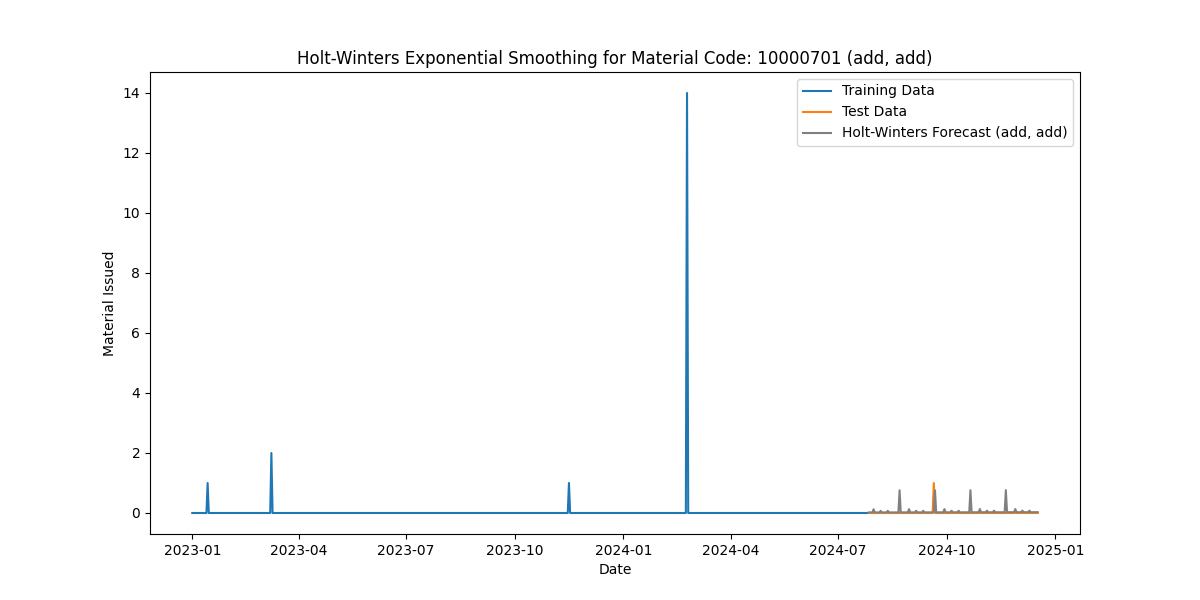 Holt-Winters Exponential Smoothing for Material Code: 10000701 (add, add)
Training Data
Test Data
Holt-Winters Forecast (add, add)
14
12
10
8
6
4
2
0
Material Issued
2023-01 2023-04 2023-07 2023-10 2024-01 2024-04 2024-07 2024-10 2025-01
Date